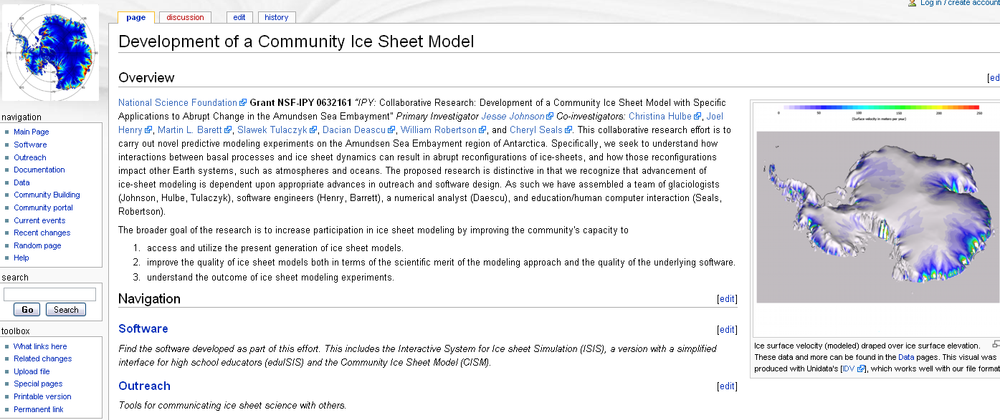 Log in / create account
page
discussion
edit
history
Development of a Community Ice Sheet Model
Overview
[ed
National Science Foundation Grant NSF-IPY 0632161 "IPY: Collaborative Research: Development of a Community Ice Sheet Model with Specific
Applications to Abrupt Change in the Amundsen Sea Embayment" Primary Investigator Jesse Johnson Co-investigators: Christina Hulbe, Joel
Henry, Martin L. Barett, Slawek Tulaczyk, Dacian Deascu, William Robertson, and Cheryl Seals. This collaborative research effort is to
carry out novel predictive modeling experiments on the Amundsen Sea Embayment region of Antarctica. Specifically, we seek to understand how
interactions between basal processes and ice sheet dynamics can result in abrupt reconfigurations of ice-sheets, and how those reconfigurations
impact other Earth systems, such as atmospheres and oceans. The proposed research is distinctive in that we recognize that advancement of
ice-sheet modeling is dependent upon appropriate advances in outreach and software design. As such we have assembled a team of glaciologists
(Johnson, Hulbe, Tulaczyk), software engineers (Henry, Barrett), a numerical analyst (Daescu), and education/human computer interaction (Seals,
Robertson).
The broader goal of the research is to increase participation in ice sheet modeling by improving the community's capacity to
1. access and utilize the present generation of ice sheet models.
2. improve the quality of ice sheet models both in terms of the scientific merit of the modeling approach and the quality of the underlying software.
3. understand the outcome of ice sheet modeling experiments.
Navigation
[edit]
Software
[edit]
Find the software developed as part of this effort. This includes the Interactive System for Ice sheet Simulation (ISIS), a version with a simplified
interface for high school educators (eduISIS) and the Community Ice Sheet Model (CISM).
Outreach
[edit]
Tools for communicating ice sheet science with others.
0 50 100 150 200 250
(Surface velocity in meters per year)
Ice surface velocity (modeled) draped over ice surface elevation.
These data and more can be found in the Data pages. This visual was
produced with Unidata's [IDV], which works well with our file format
navigation
Main Page
Software
Outreach
Documentation
Data
Community Building
Community portal
Current events
Recent changes
Random page
Help
search
Go
Search
toolbox
What links here
Related changes
Upload file
Special pages
Printable version
Permanent link